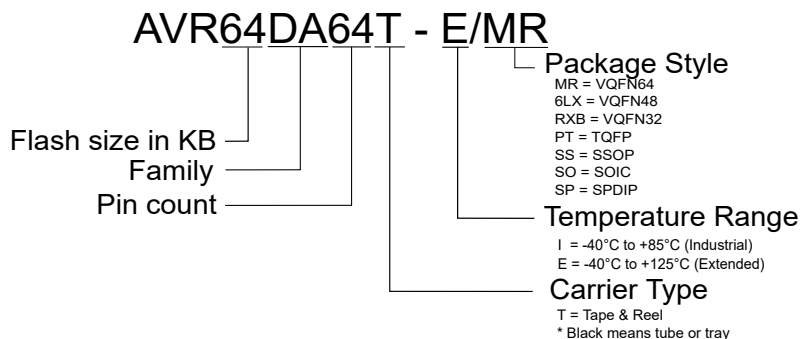 AVR64DA64T - E/MR
Package Style
MR = VQFN64
6LX = VQFN48
RXB = VQFN32
PT = TQFP
SS = SSOP
SO = SOIC
SP = SPDIP
Flash size in KB
Family
Pin count
Temperature Range
I = -40°C to +85°C (Industrial)
E = -40°C to +125°C (Extended)
Carrier Type
T = Tape & Reel
* Black means tube or tray